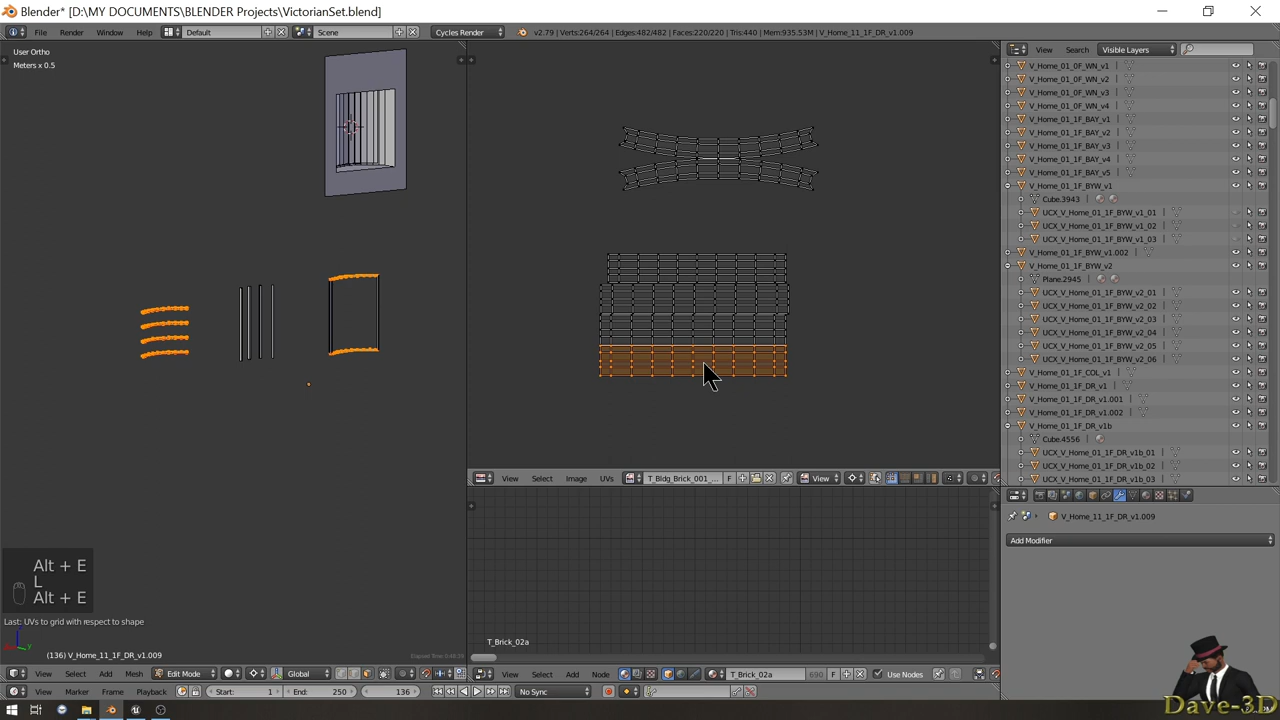 Blender* [D:\MY DOCUMENTS\BLENDER Projects\VictorianSet.blend]
File Render Window Help Default Scene Cycles Render v2.79 | Verts:264/264 | Edges:482/482 | Faces:220/220 | Tris:440 | Mem:935.53M | V_Home_11_1F_DR_v1.009
User Ortho
Meters x 0.5
View Search Visible Layers
V_Home_01_0F_WN_v1
V_Home_01_0F_WN_v2
V_Home_01_0F_WN_v3
V_Home_01_0F_WN_v4
V_Home_01_1F_BAY_v1
V_Home_01_1F_BAY_v2
V_Home_01_1F_BAY_v3
V_Home_01_1F_BAY_v4
V_Home_01_1F_BAY_v5
V_Home_01_1F_BYW_v1
Cube.3943
UCX_V_Home_01_1F_BYW_v1_01
UCX_V_Home_01_1F_BYW_v1_02
UCX_V_Home_01_1F_BYW_v1_03
V_Home_01_1F_BYW_v1.002
V_Home_01_1F_BYW_v2
Plane.2945
UCX_V_Home_01_1F_BYW_v2_01
UCX_V_Home_01_1F_BYW_v2_02
UCX_V_Home_01_1F_BYW_v2_03
UCX_V_Home_01_1F_BYW_v2_04
UCX_V_Home_01_1F_BYW_v2_05
UCX_V_Home_01_1F_BYW_v2_06
V_Home_01_1F_COL_v1
V_Home_01_1F_DR_v1
V_Home_01_1F_DR_v1.001
V_Home_01_1F_DR_v1.002
V_Home_01_1F_DR_v1b
Cube.4556
UCX_V_Home_01_1F_DR_v1b_01
UCX_V_Home_01_1F_DR_v1b_02
UCX_V_Home_01_1F_DR_v1b_03
View Select Image UVs T_Bldg_Brick_001_... F View
V_Home_11_1F_DR_v1.009
Add Modifier
Alt + E
L
Alt + E
Last: UVs to grid with respect to shape
(136) V_Home_11_1F_DR_v1.009
T_Brick_02a
View Select Add Mesh Edit Mode Global
View Select Add Node T_Brick_02a 690 F Use Nodes
View Marker Frame Playback Start: 1 End: 250 136 No Sync
Dave-3D